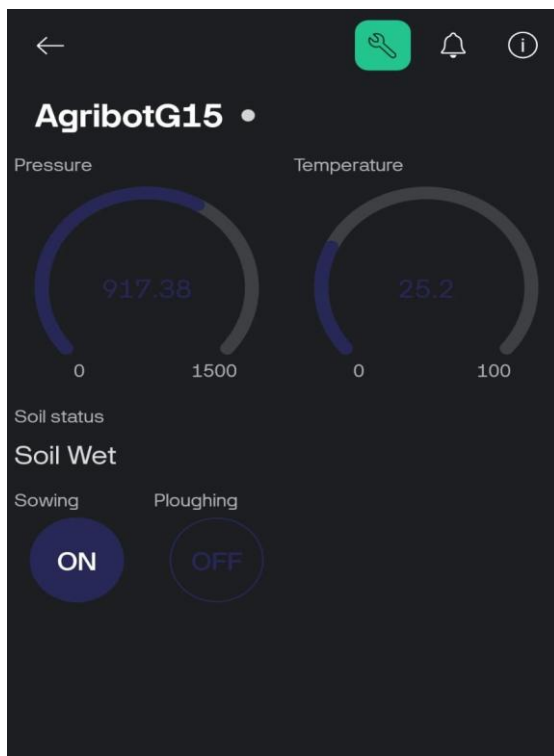 AgribotG15
Pressure Temperature
917.38 25.2
0 1500 0 100
Soil status
Soil Wet
Sowing Ploughing
ON OFF